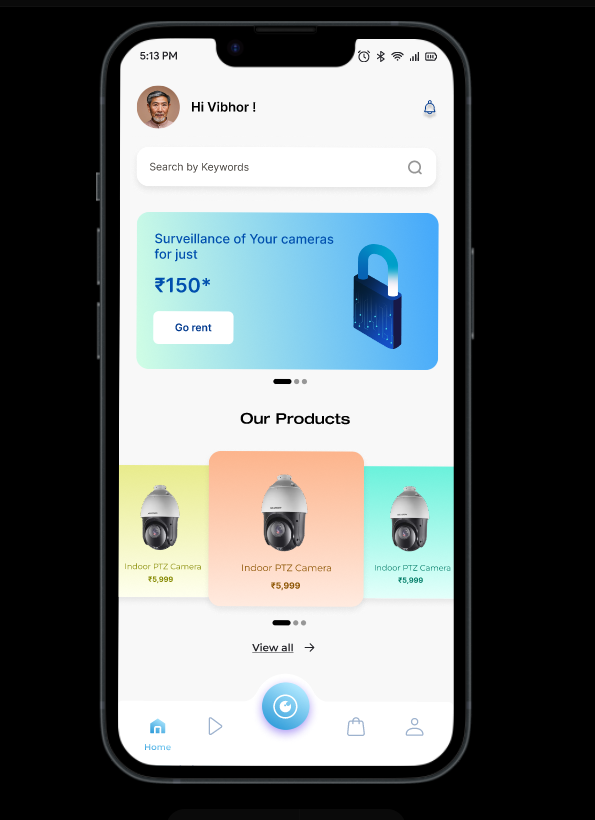 5:13 PM
Hi Vibhor !
Search by Keywords
Surveillance of Your cameras
for just
₹150*
Go rent
Our Products
Indoor PTZ Camera
₹5,999
Indoor PTZ Camera
₹5,999
Indoor PTZ Camera
₹5,999
View all
Home